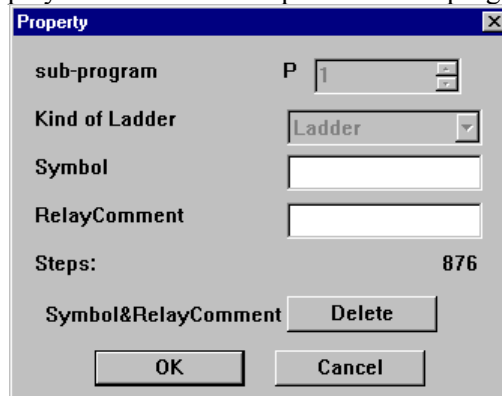 Property
sub-program P 1
Kind of Ladder Ladder
Symbol
RelayComment
Steps: 876
Symbol&RelayComment Delete
OK Cancel